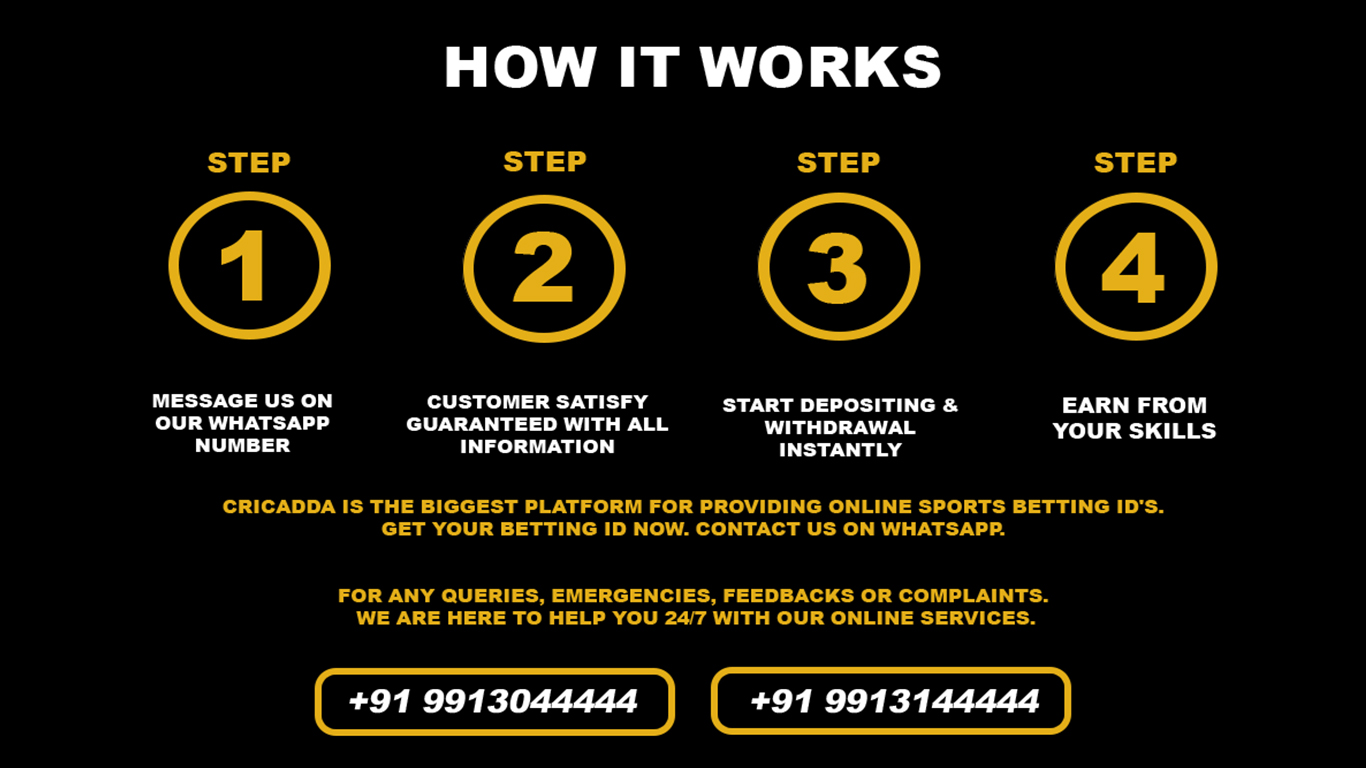 HOW IT WORKS
STEP
1
MESSAGE US ON
OUR WHATSAPP
NUMBER
STEP
2
CUSTOMER SATISFY
GUARANTEED WITH ALL
INFORMATION
STEP
3
START DEPOSITING &
WITHDRAWAL
INSTANTLY
STEP
4
EARN FROM
YOUR SKILLS
CRICADDA IS THE BIGGEST PLATFORM FOR PROVIDING ONLINE SPORTS BETTING ID'S.
GET YOUR BETTING ID NOW. CONTACT US ON WHATSAPP.
FOR ANY QUERIES, EMERGENCIES, FEEDBACKS OR COMPLAINTS.
WE ARE HERE TO HELP YOU 24/7 WITH OUR ONLINE SERVICES.
+91 9913044444
+91 9913144444